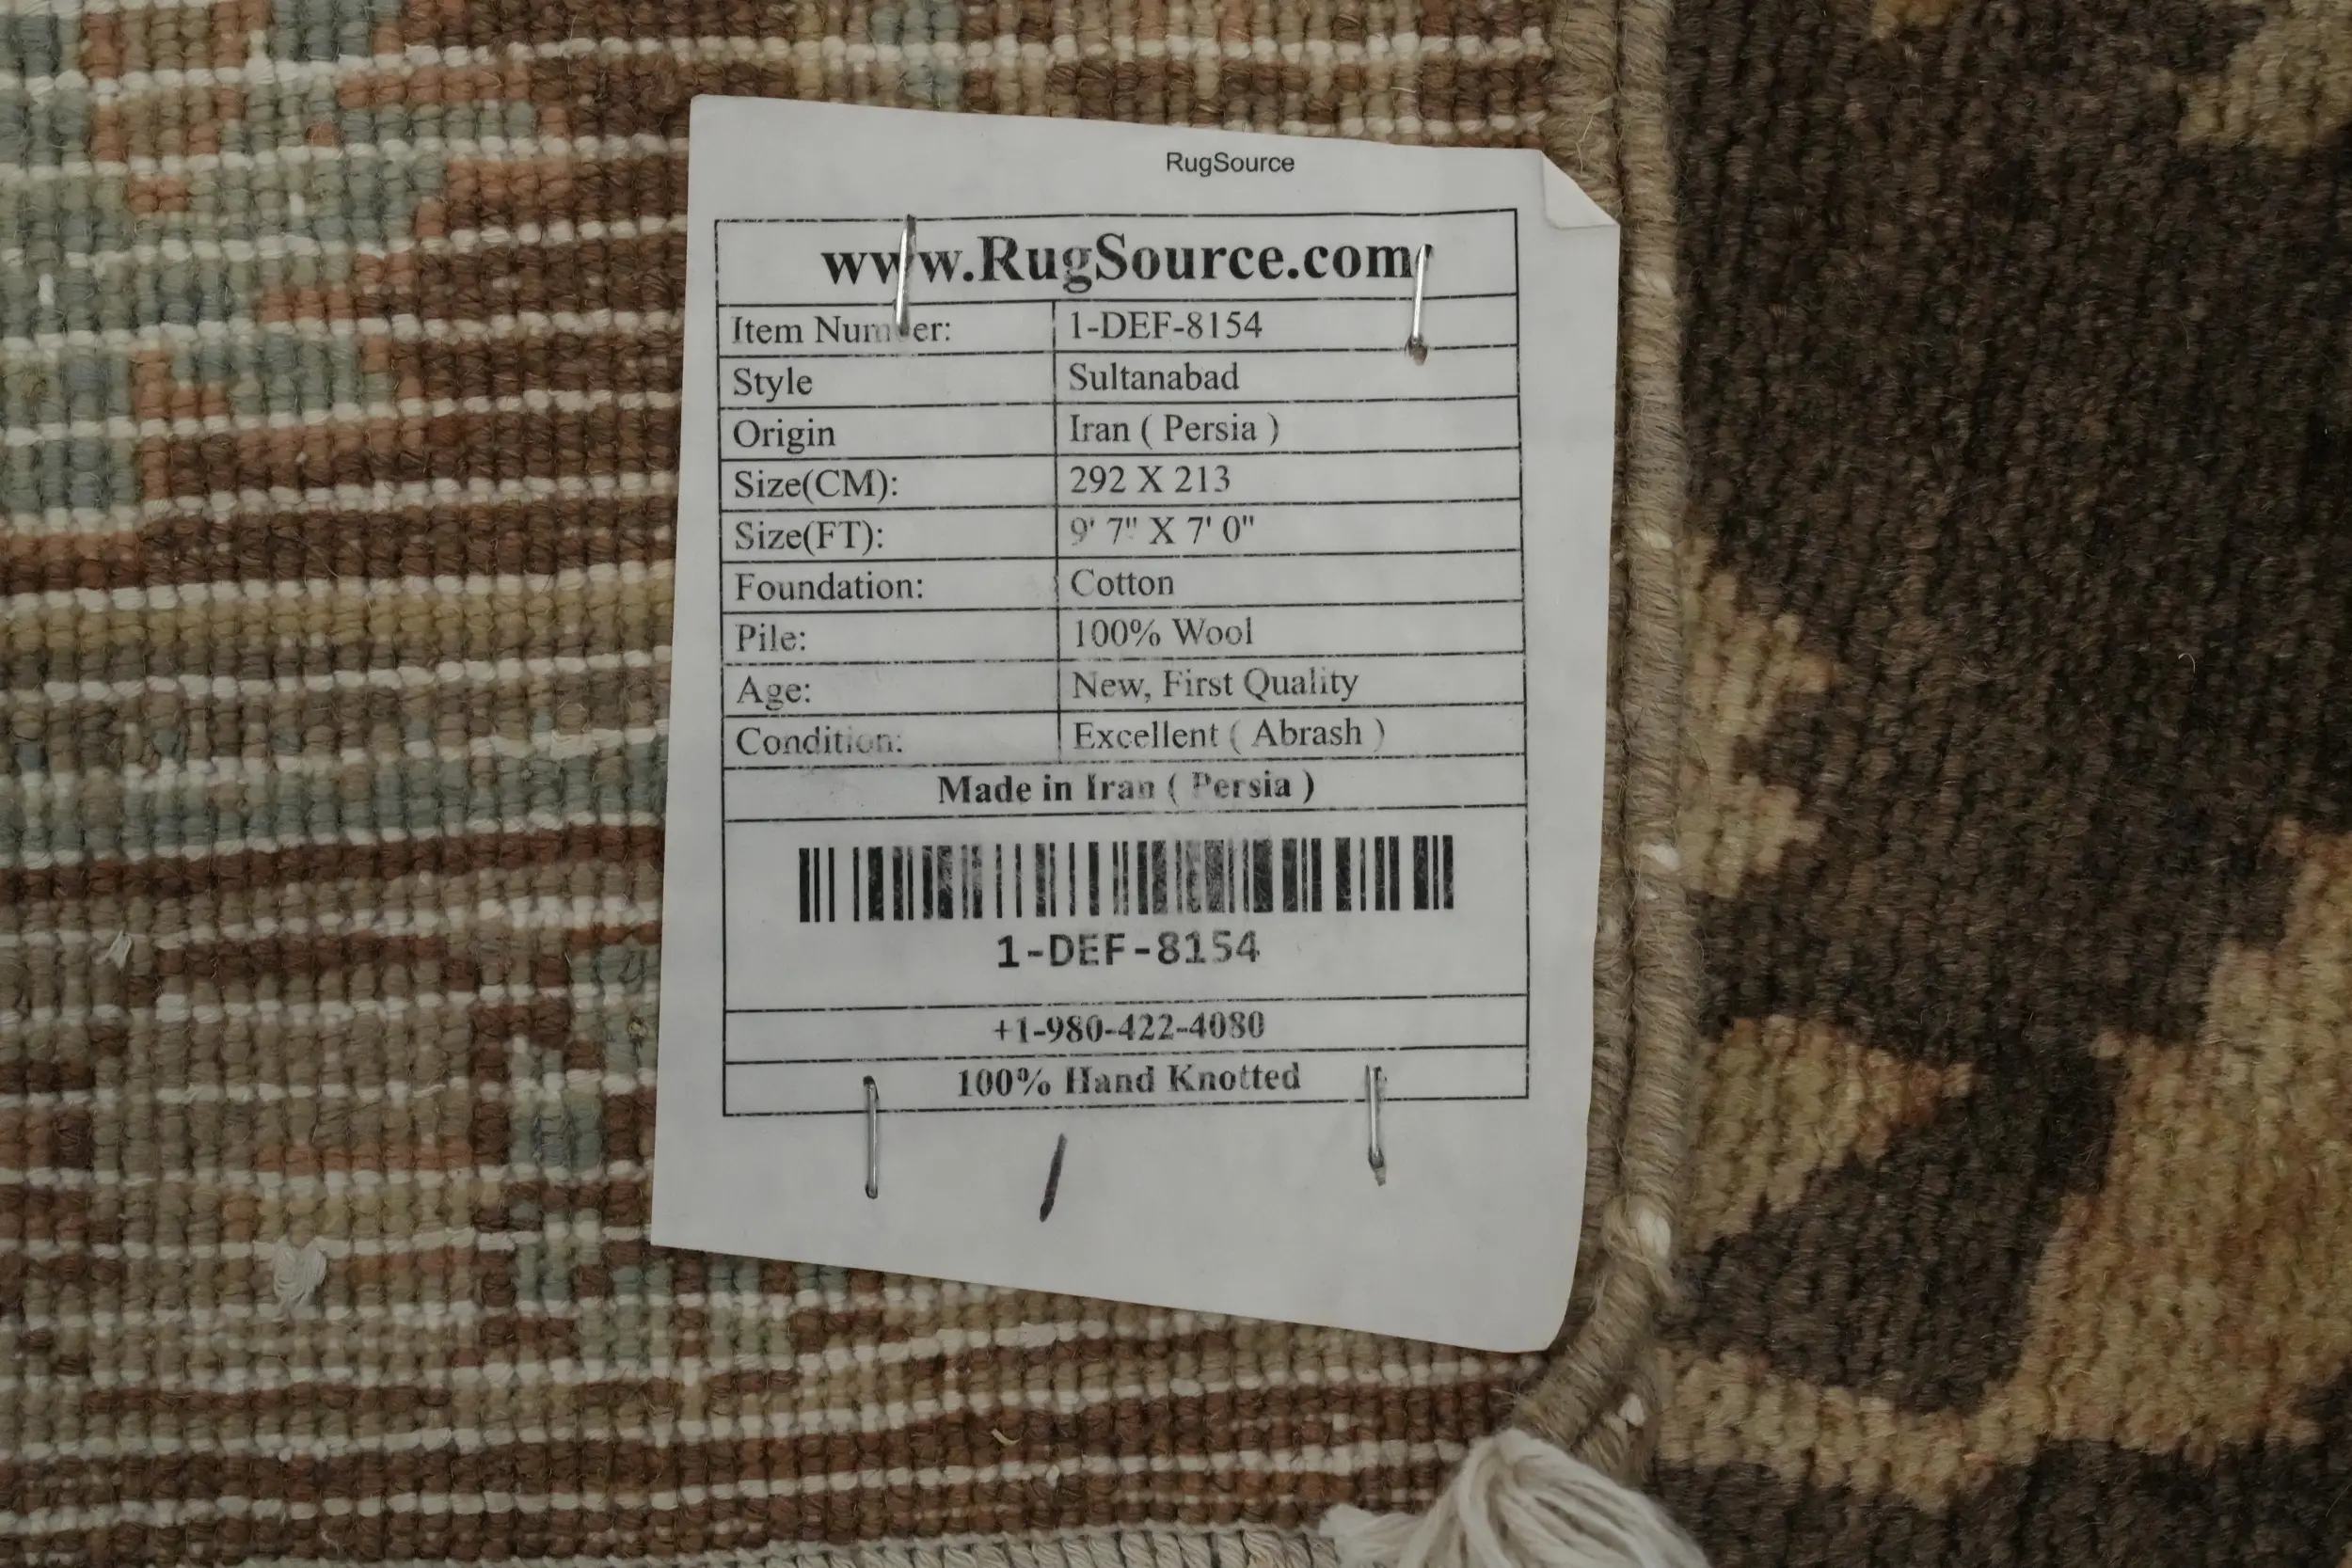 RugSource
www.RugSource.com
Item Number: 1-DEF-8154
Style Sultanabad
Origin Iran ( Persia )
Size(CM): 292 X 213
Size(FT): 9' 7" X 7' 0"
Foundation: Cotton
Pile: 100% Wool
Age: New, First Quality
Condition: Excellent ( Abrash )
Made in Iran ( Persia )
1-DEF-8154
+1-980-422-4080
100% Hand Knotted